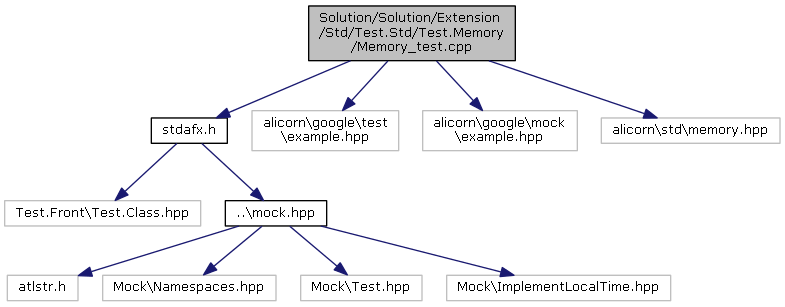 Solution/Solution/Extension
/Std/Test.Std/Test.Memory
/Memory_test.cpp
stdafx.h
alicorn\google\test
\example.hpp
alicorn\google\mock
\example.hpp
alicorn\std\memory.hpp
Test.Front\Test.Class.hpp
..\mock.hpp
atlstr.h
Mock\Namespaces.hpp
Mock\Test.hpp
Mock\ImplementLocalTime.hpp